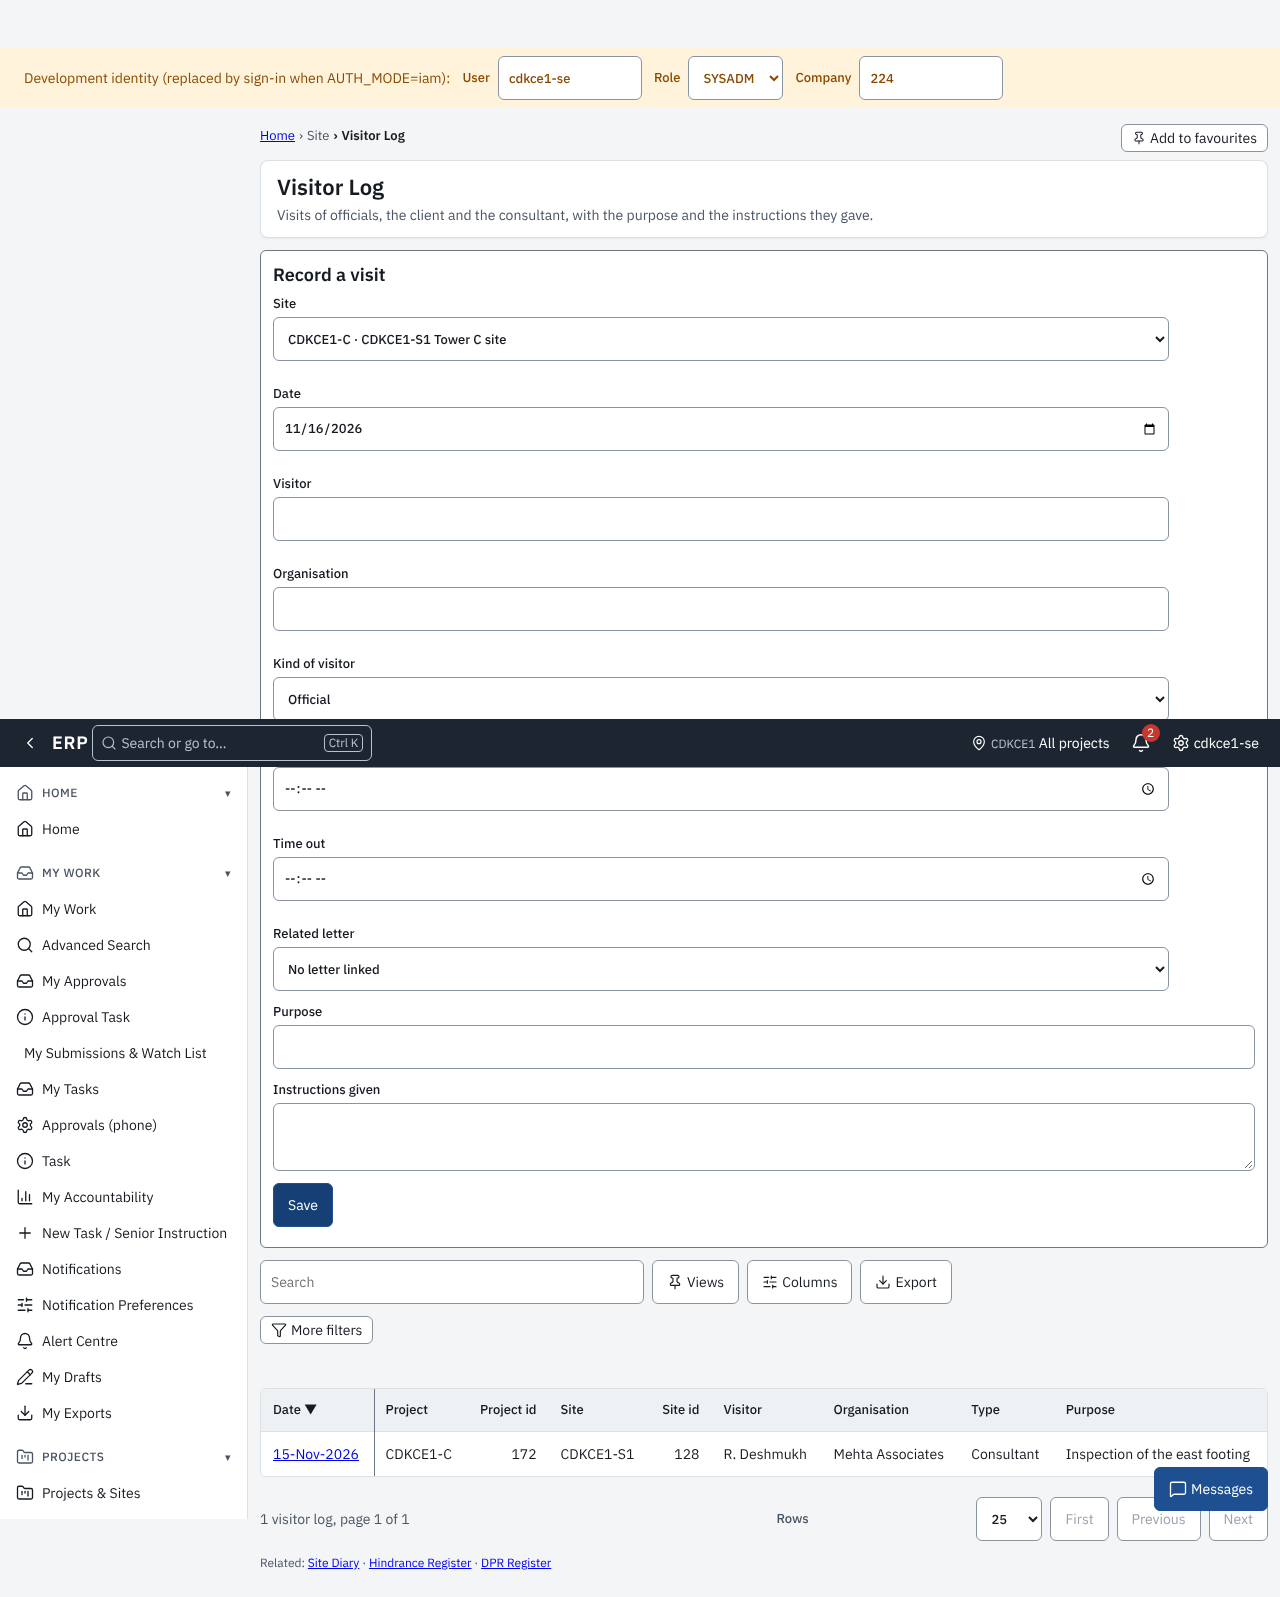 Development identity (replaced by sign-in when AUTH_MODE=iam): User cdkce1-se Role SYSADM Company 224
Home › Site › Visitor Log
Add to favourites
Visitor Log
Visits of officials, the client and the consultant, with the purpose and the instructions they gave.
Record a visit
Site
CDKCE1-C · CDKCE1-S1 Tower C site
Date
11/16/2026
Visitor
Organisation
Kind of visitor
Official
ERP Search or go to... Ctrl K CDKCE1 All projects 2 cdkce1-se
HOME
Home
MY WORK
My Work
Advanced Search
My Approvals
Approval Task
My Submissions & Watch List
My Tasks
Approvals (phone)
Task
My Accountability
New Task / Senior Instruction
Notifications
Notification Preferences
Alert Centre
My Drafts
My Exports
PROJECTS
Projects & Sites
--:-- --
Time out
--:-- --
Related letter
No letter linked
Purpose
Instructions given
Save
Search Views Columns Export
More filters
Date ▼ Project Project id Site Site id Visitor Organisation Type Purpose
15-Nov-2026 CDKCE1-C 172 CDKCE1-S1 128 R. Deshmukh Mehta Associates Consultant Inspection of the east footing
Messages
1 visitor log, page 1 of 1 Rows 25 First Previous Next
Related: Site Diary · Hindrance Register · DPR Register